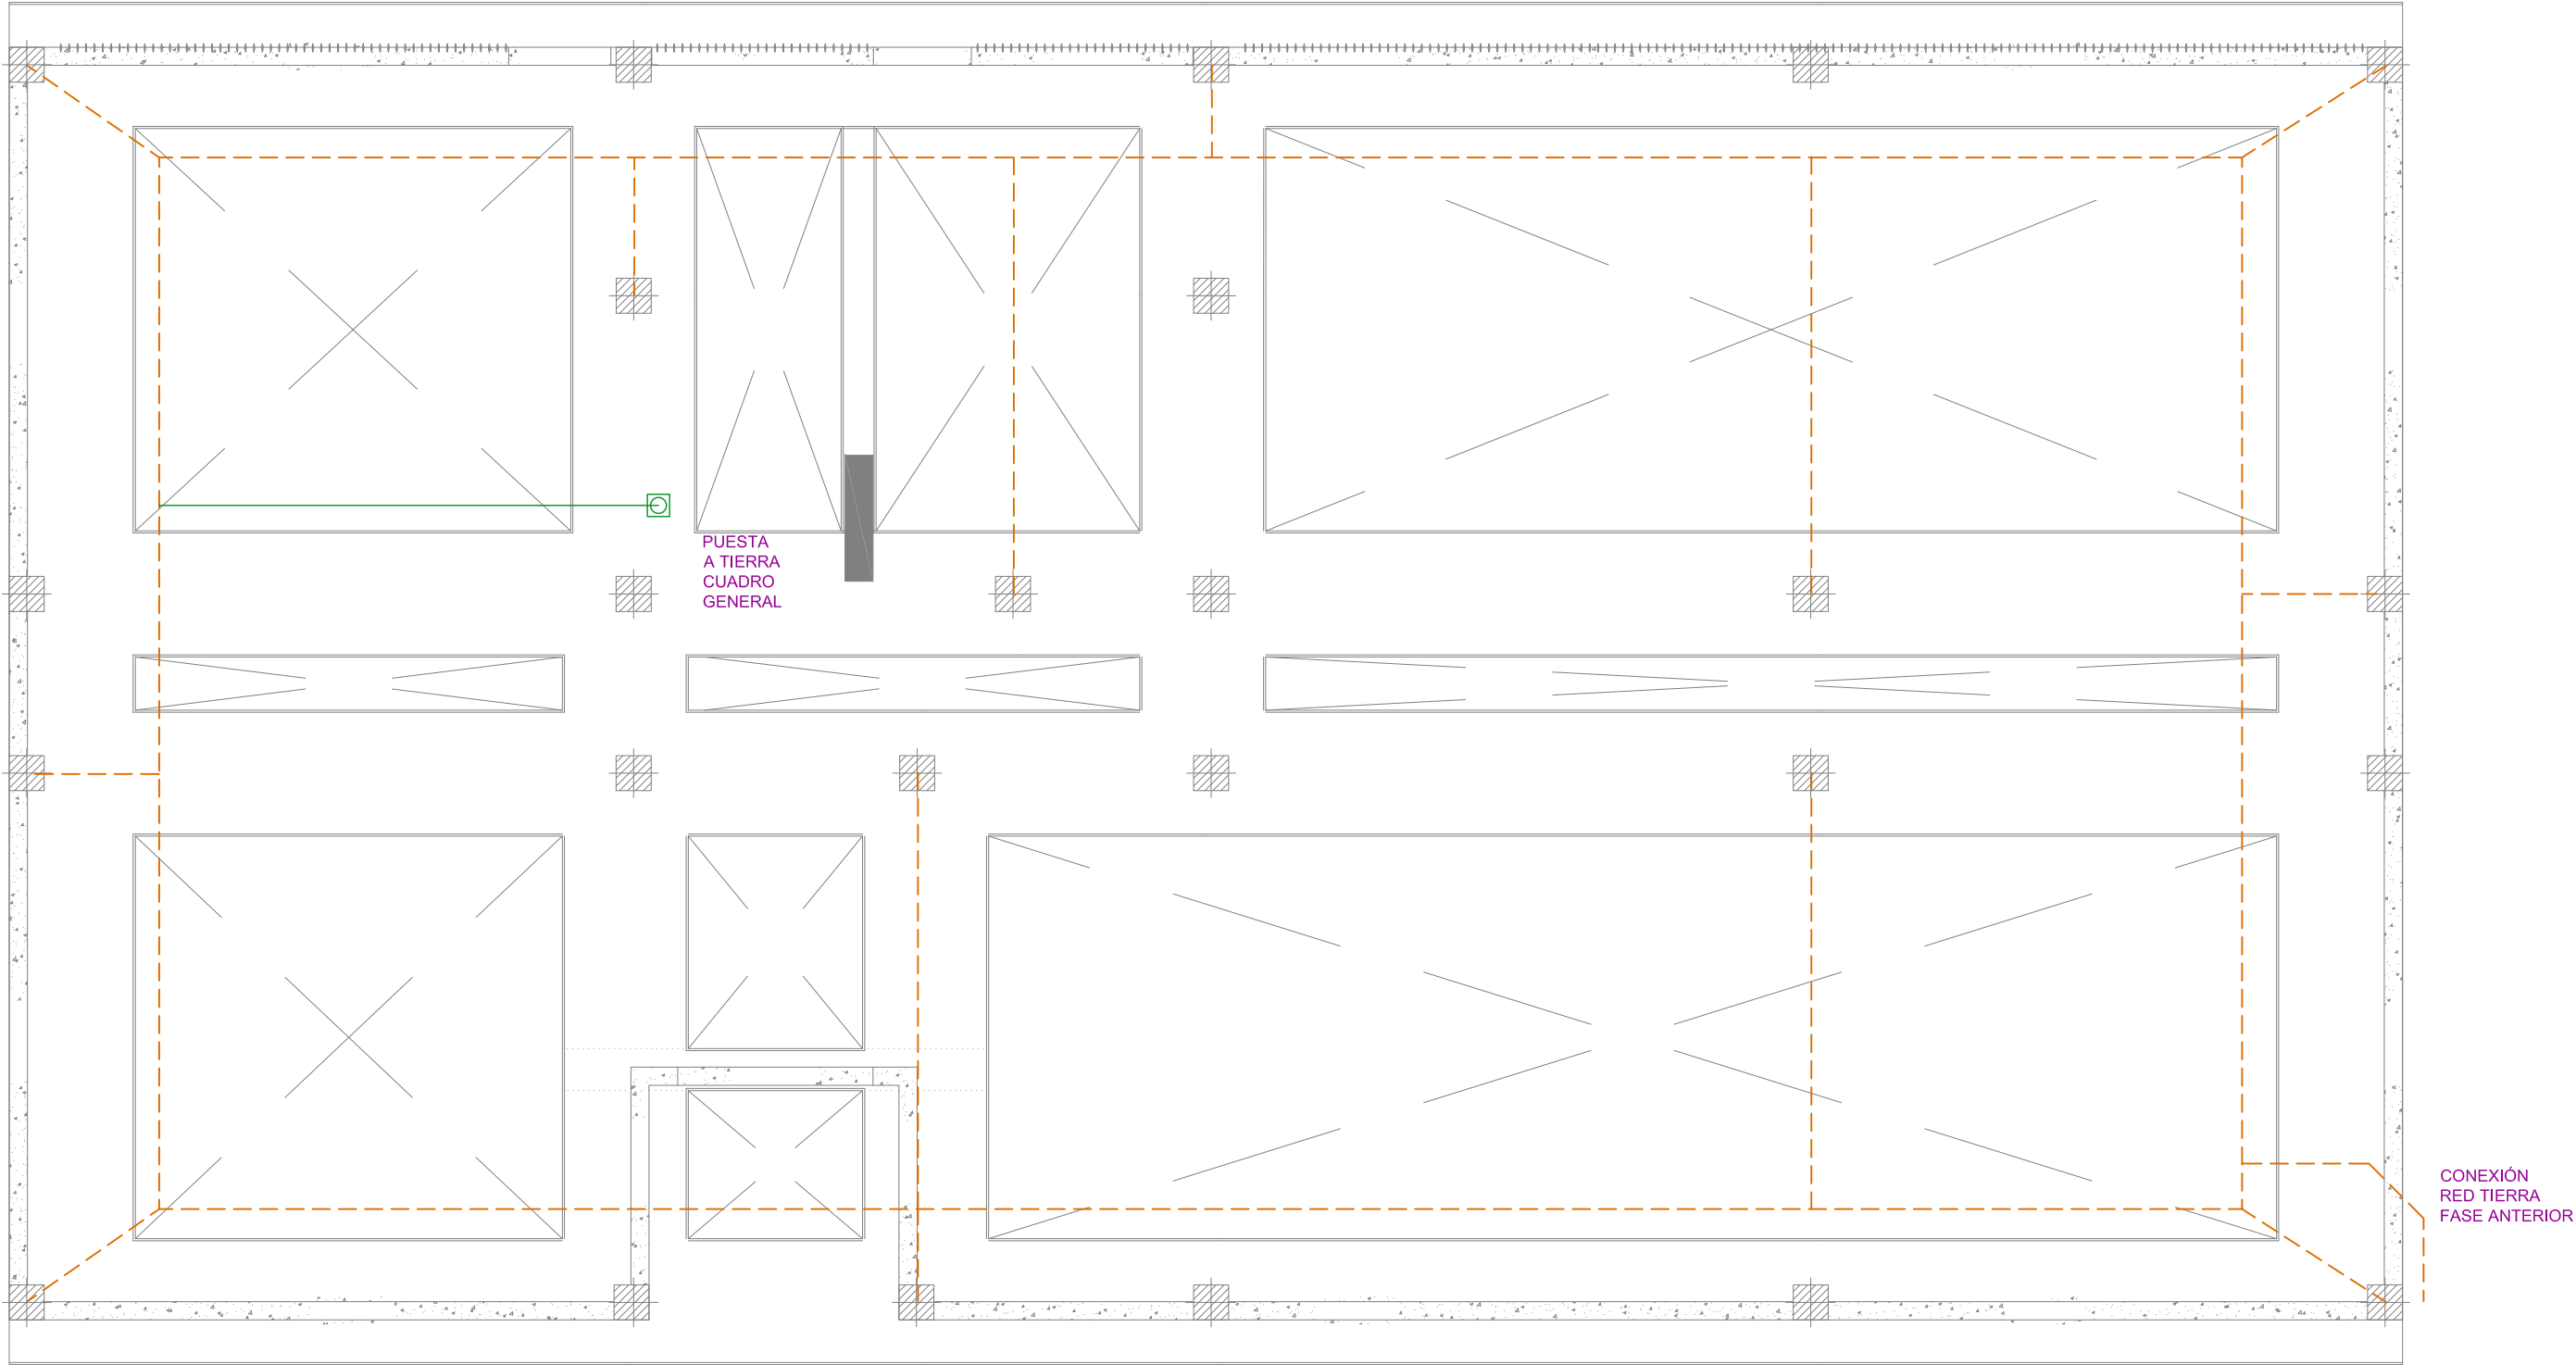 PUESTA
A TIERRA
CUADRO
GENERAL
CONEXIÓN
RED TIERRA
FASE ANTERIOR